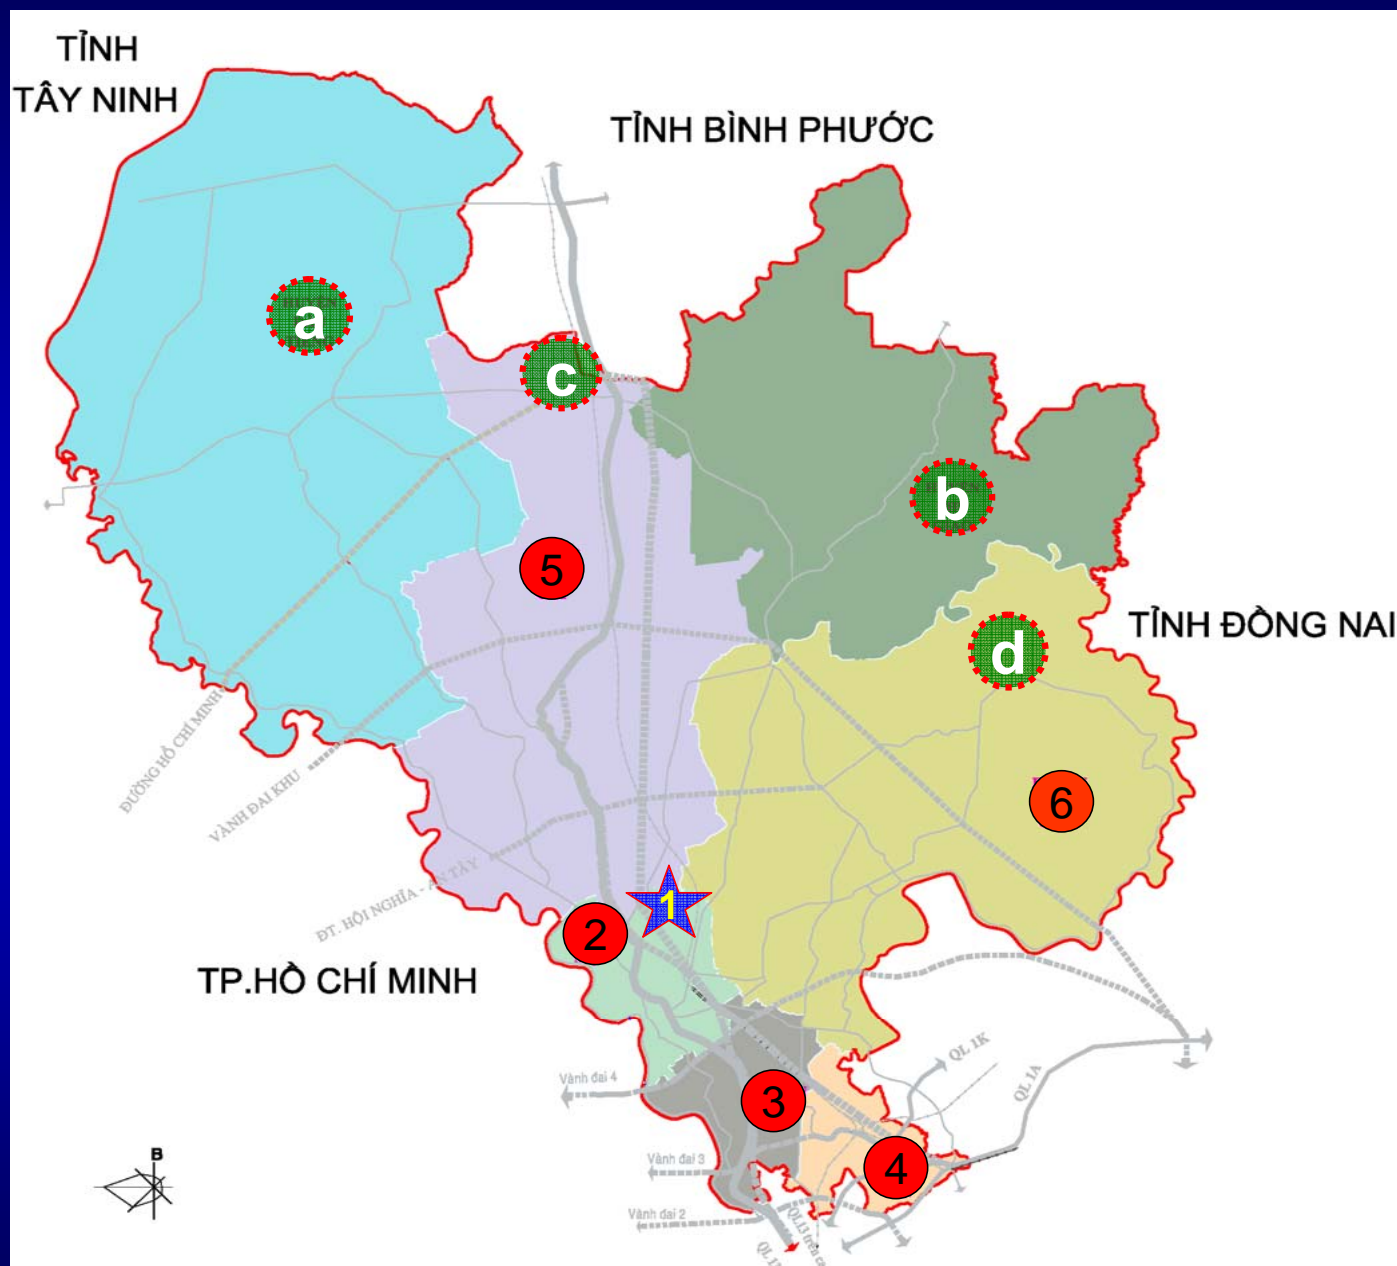 TỈNH
TÂY NINH
TỈNH BÌNH PHƯỚC
a
c
b
5
d
TỈNH ĐỒNG NAI
ĐƯỜNG HỒ CHÍ MINH
VÀNH ĐAI KHU
6
ĐT. HỘI NGHĨA - AN TÂY
1
2
TP.HỒ CHÍ MINH
QL 1K
QL 1A
Vành đai 4
3
Vành đai 3
4
B
Vành đai 2